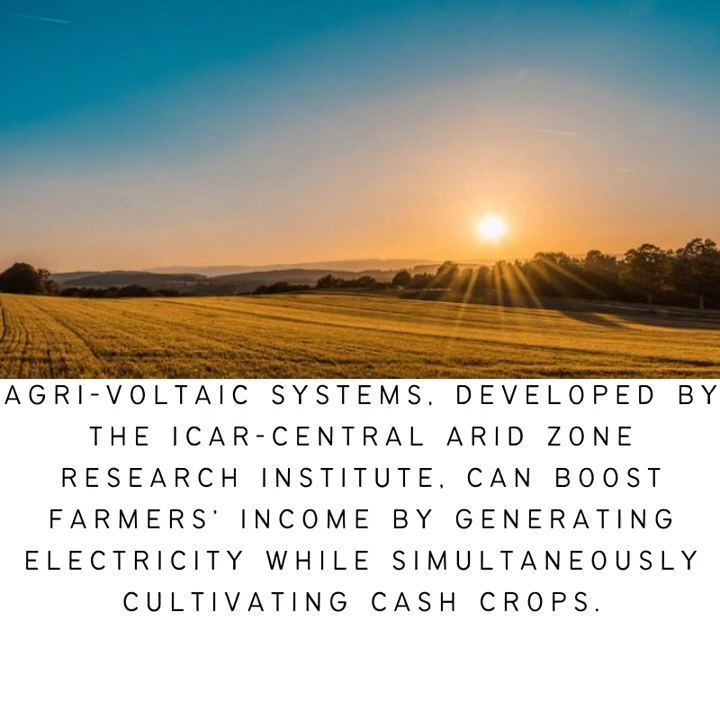 AGRI-VOLTAIC SYSTEMS, DEVELOPED BY
THE ICAR-CENTRAL ARID ZONE
RESEARCH INSTITUTE, CAN BOOST
FARMERS' INCOME BY GENERATING
ELECTRICITY WHILE SIMULTANEOUSLY
CULTIVATING CASH CROPS.